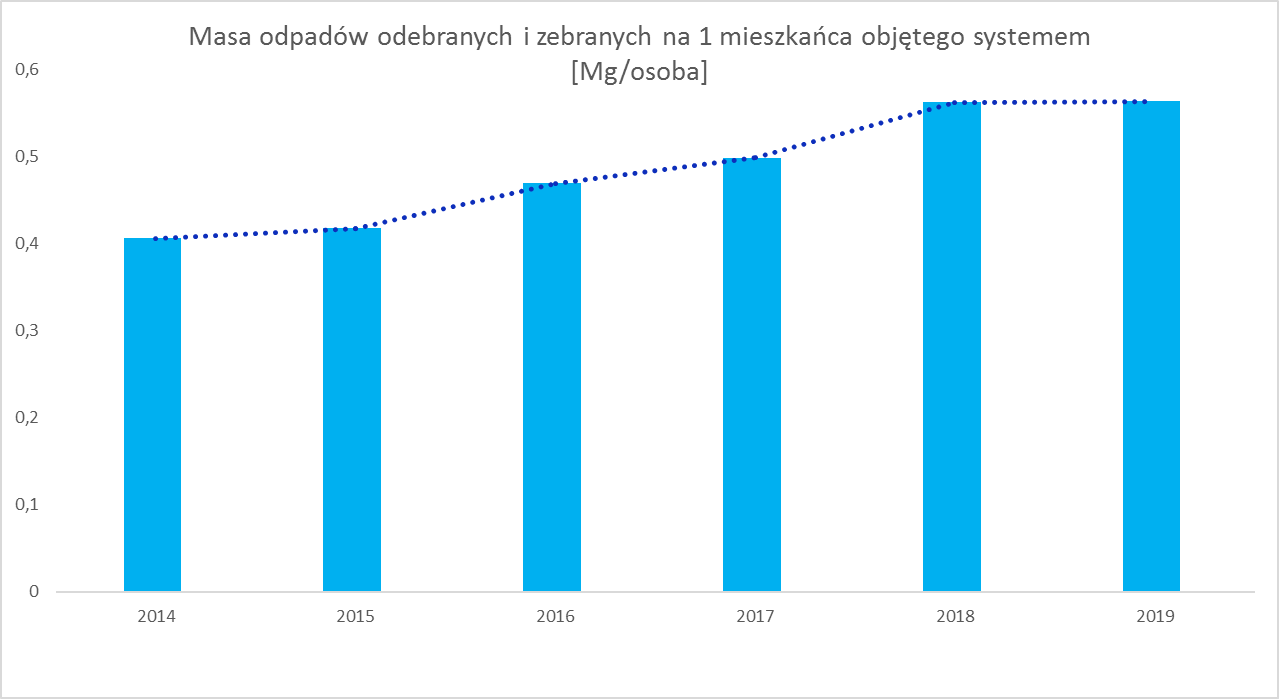 Masa odpadów odebranych i zebranych na 1 mieszkańca objętego systemem
[Mg/osoba]
0,6
0,5
0,4
0,3
0,2
0,1
0
2014 2015 2016 2017 2018 2019